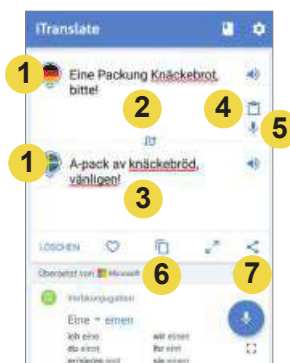 iTranslate
1 Eine Packung Knäckebrot,
bitte!
2 4
5
1 A-pack av knäckebröd,
vänligen!
3
LÖSCHEN
6 7
Übersetzt von Microsoft
Verbkonjugation
Eine - einen
ich eine wir einen
du einst ihr eint